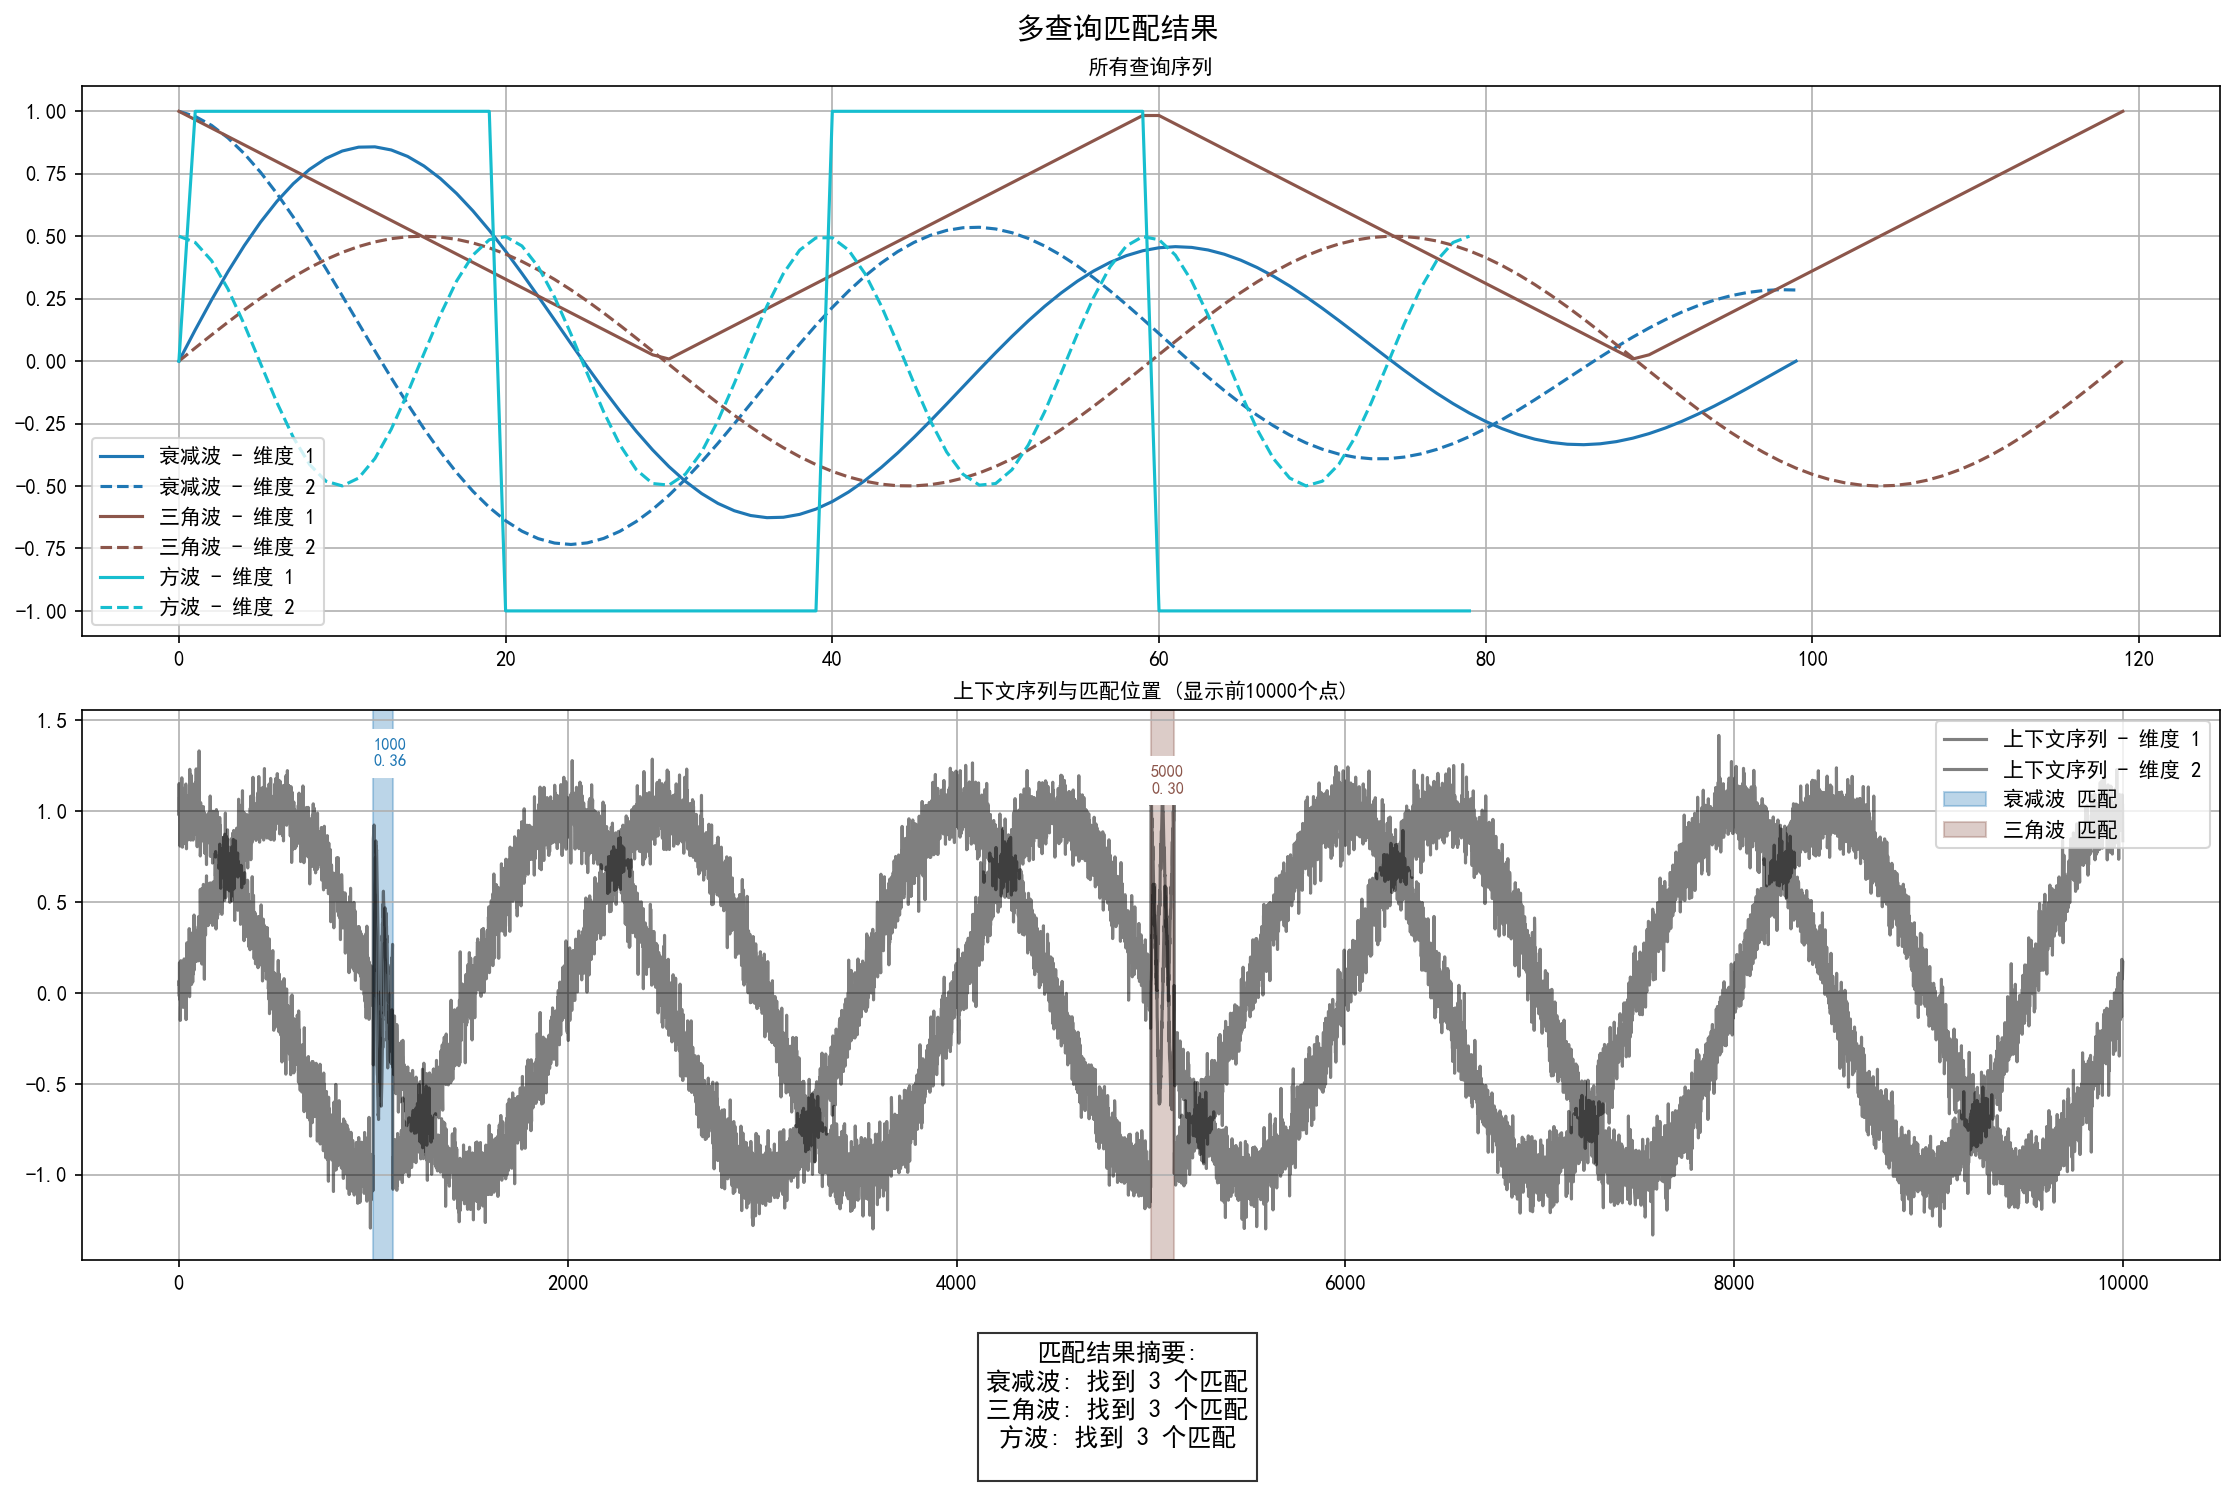 多查询匹配结果
所有查询序列
1.00
0.75
0.50
0.25
0.00
−0.25
−0.50
−0.75
−1.00
衰减波 - 维度 1
衰减波 - 维度 2
三角波 - 维度 1
三角波 - 维度 2
方波 - 维度 1
方波 - 维度 2
0 20 40 60 80 100 120
上下文序列与匹配位置 (显示前10000个点)
1.5
1.0
0.5
0.0
−0.5
−1.0
1000
0.36
5000
0.30
上下文序列 - 维度 1
上下文序列 - 维度 2
衰减波 匹配
三角波 匹配
0 2000 4000 6000 8000 10000
匹配结果摘要:
衰减波: 找到 3 个匹配
三角波: 找到 3 个匹配
方波: 找到 3 个匹配